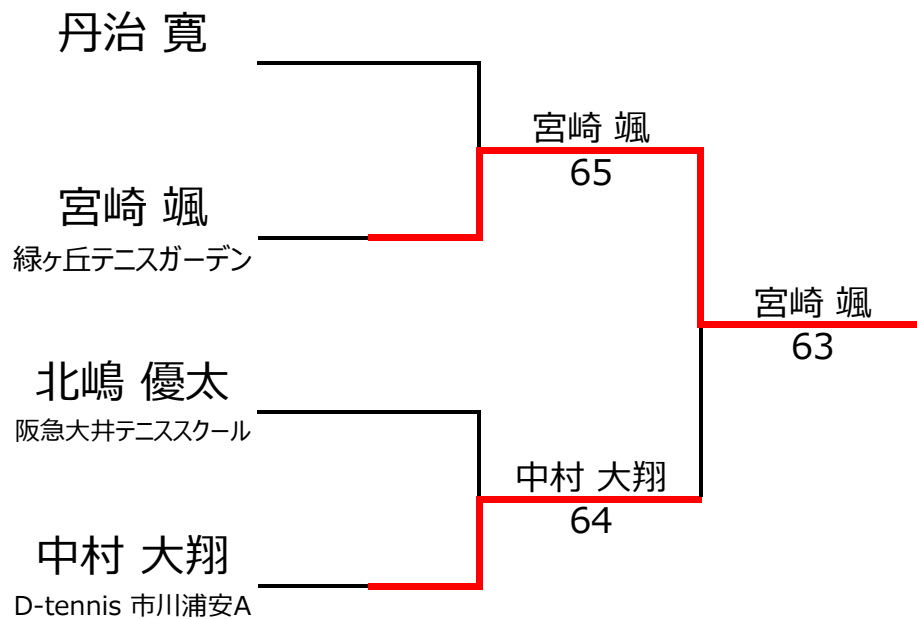 丹治 寛
宮崎 颯
65
宮崎 颯
緑ヶ丘テニスガーデン
宮崎 颯
63
北嶋 優太
阪急大井テニススクール
中村 大翔
64
中村 大翔
D-tennis 市川浦安A